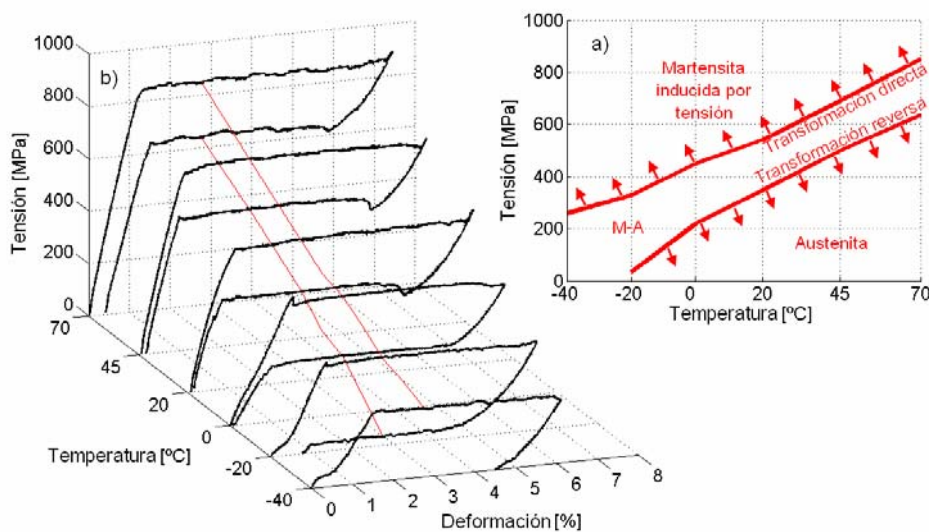 b)
1000
800
600
400
200
0
Tensión [MPa]
70
45
20
0
-20
-40
Temperatura [ºC]
0
1
2
3
4
5
6
7
8
Deformación [%]
a)
1000
800
600
400
200
0
Tensión [MPa]
Martensita
inducida por
tensión
Transformación directa
Transformación reversa
M-A
Austenita
-40
-20
0
20
45
70
Temperatura [ºC]